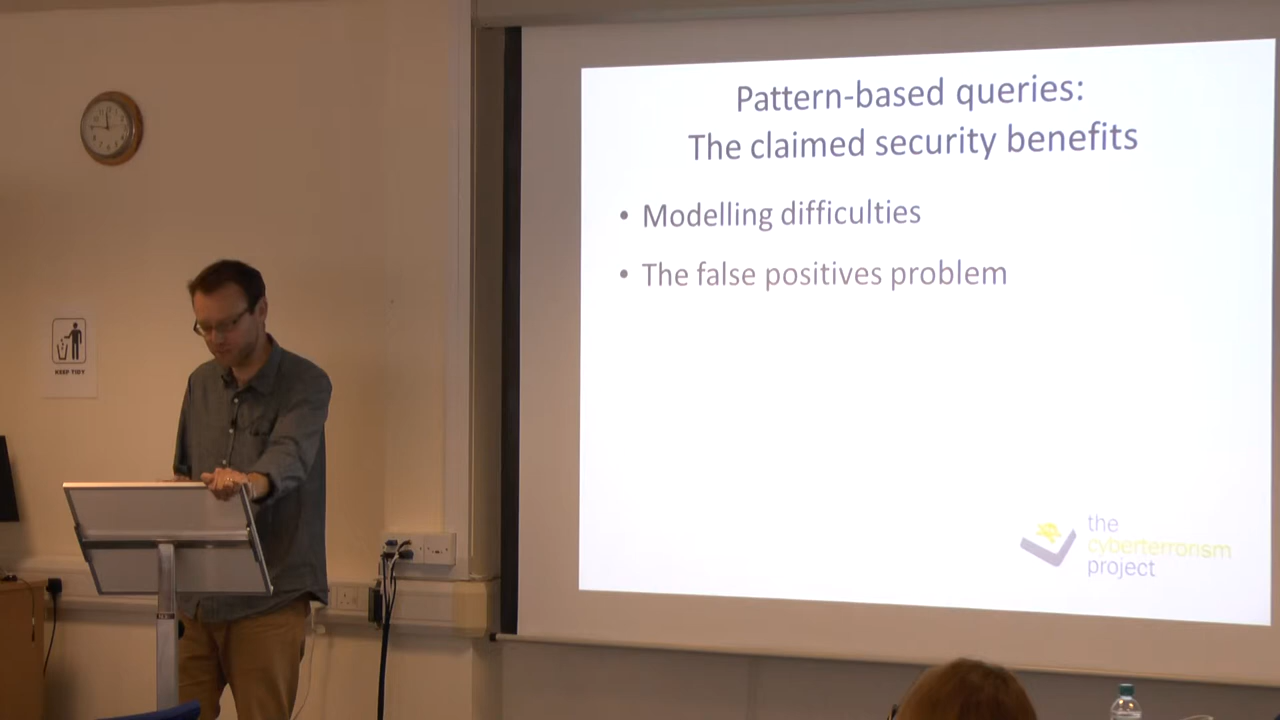 Pattern-based queries:
The claimed security benefits
• Modelling difficulties
• The false positives problem
the
cyberterrorism
project
KEEP TIDY